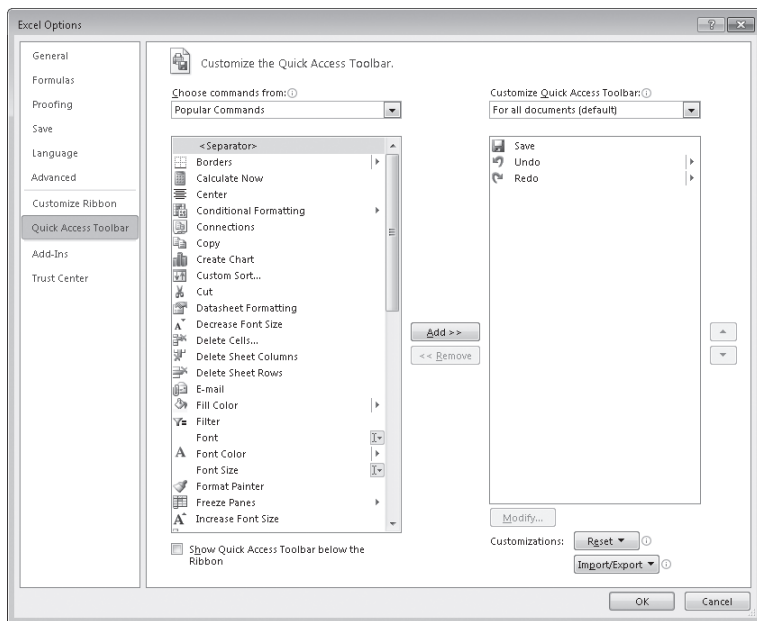 Excel Options
General
Formulas
Proofing
Save
Language
Advanced
Customize Ribbon
Quick Access Toolbar
Add-Ins
Trust Center
Customize the Quick Access Toolbar.
Choose commands from:
Popular Commands
<Separator>
Borders
Calculate Now
Center
Conditional Formatting
Connections
Copy
Create Chart
Custom Sort...
Cut
Datasheet Formatting
Decrease Font Size
Delete Cells...
Delete Sheet Columns
Delete Sheet Rows
E-mail
Fill Color
Filter
Font
Font Color
Font Size
Format Painter
Freeze Panes
Increase Font Size
Show Quick Access Toolbar below the
Ribbon
Add >>
<< Remove
Customize Quick Access Toolbar:
For all documents (default)
Save
Undo
Redo
Modify...
Customizations: Reset
Import/Export
OK Cancel